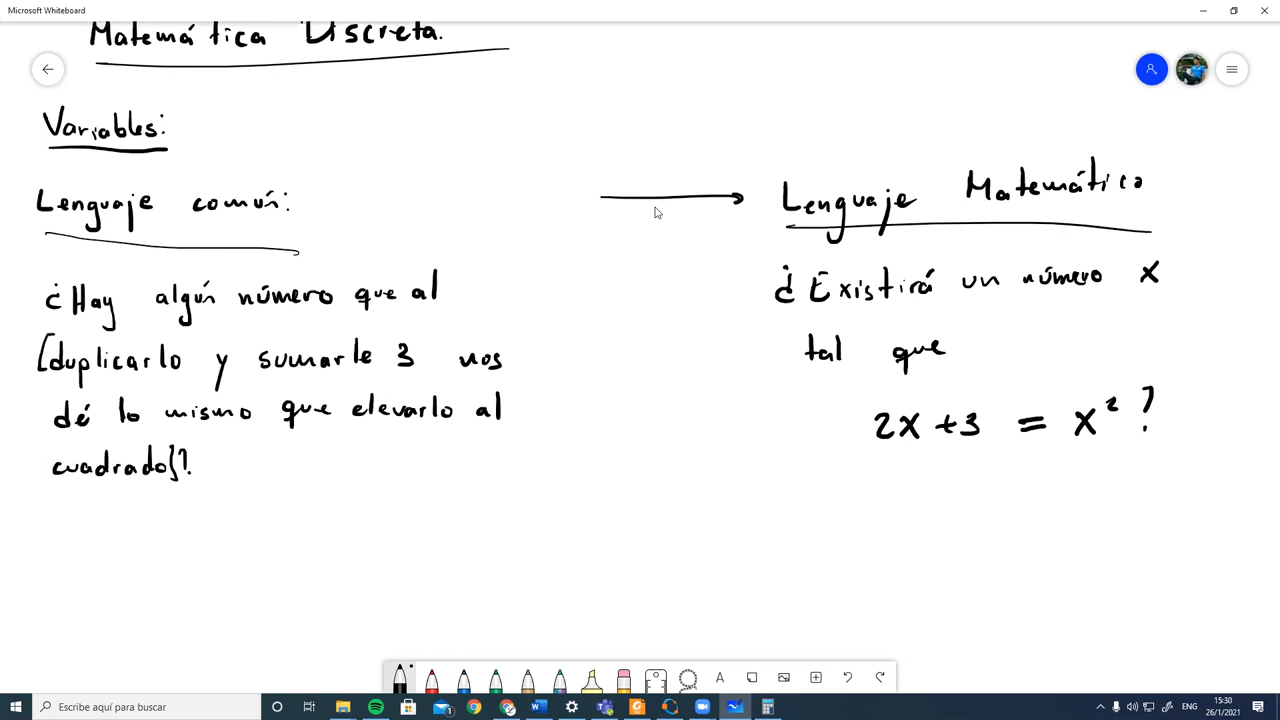 Microsoft Whiteboard
Matemática Discreta.
Variables:
Lenguaje común:
¿Hay algún número que al
[duplicarlo y sumarle 3 nos
dé lo mismo que elevarlo al
cuadrado]?
Lenguaje Matemático
¿Existirá un número x
tal que
2x + 3 = x² ?
Escribe aquí para buscar
15:30
26/1/2021